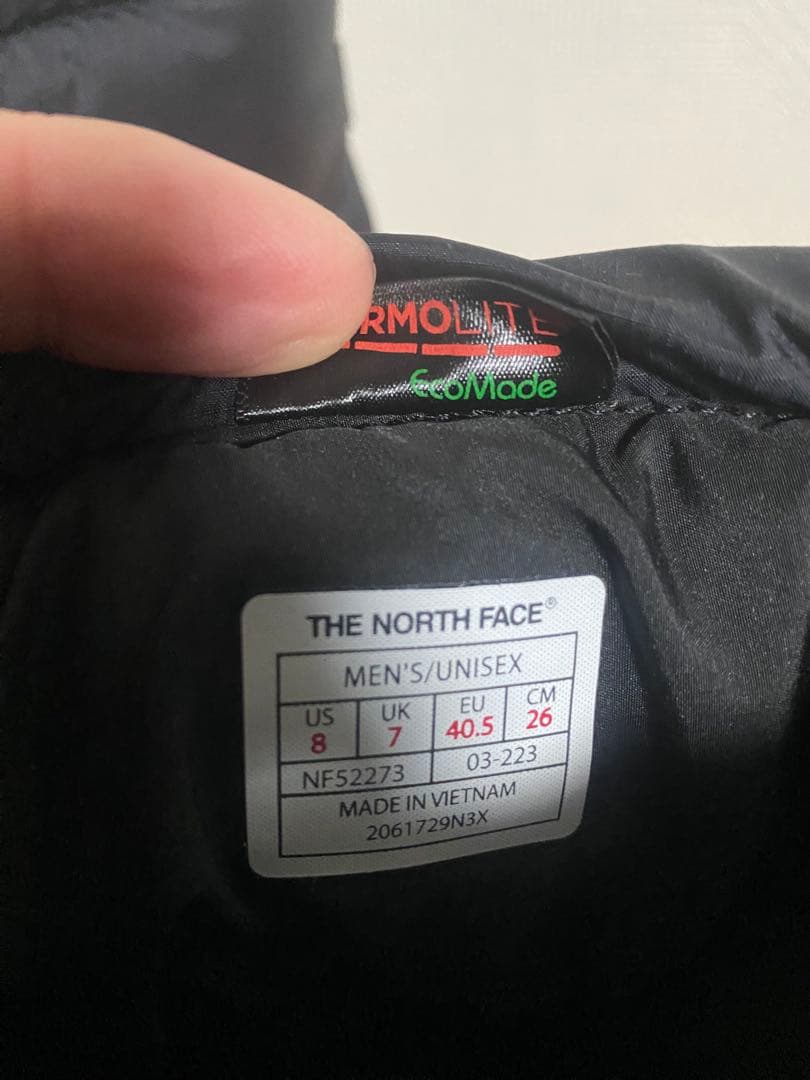 RMOLITE
EcoMade
THE NORTH FACE®
MEN'S/UNISEX
US UK EU CM
8 7 40.5 26
NF52273 03-223
MADE IN VIETNAM
2061729N3X